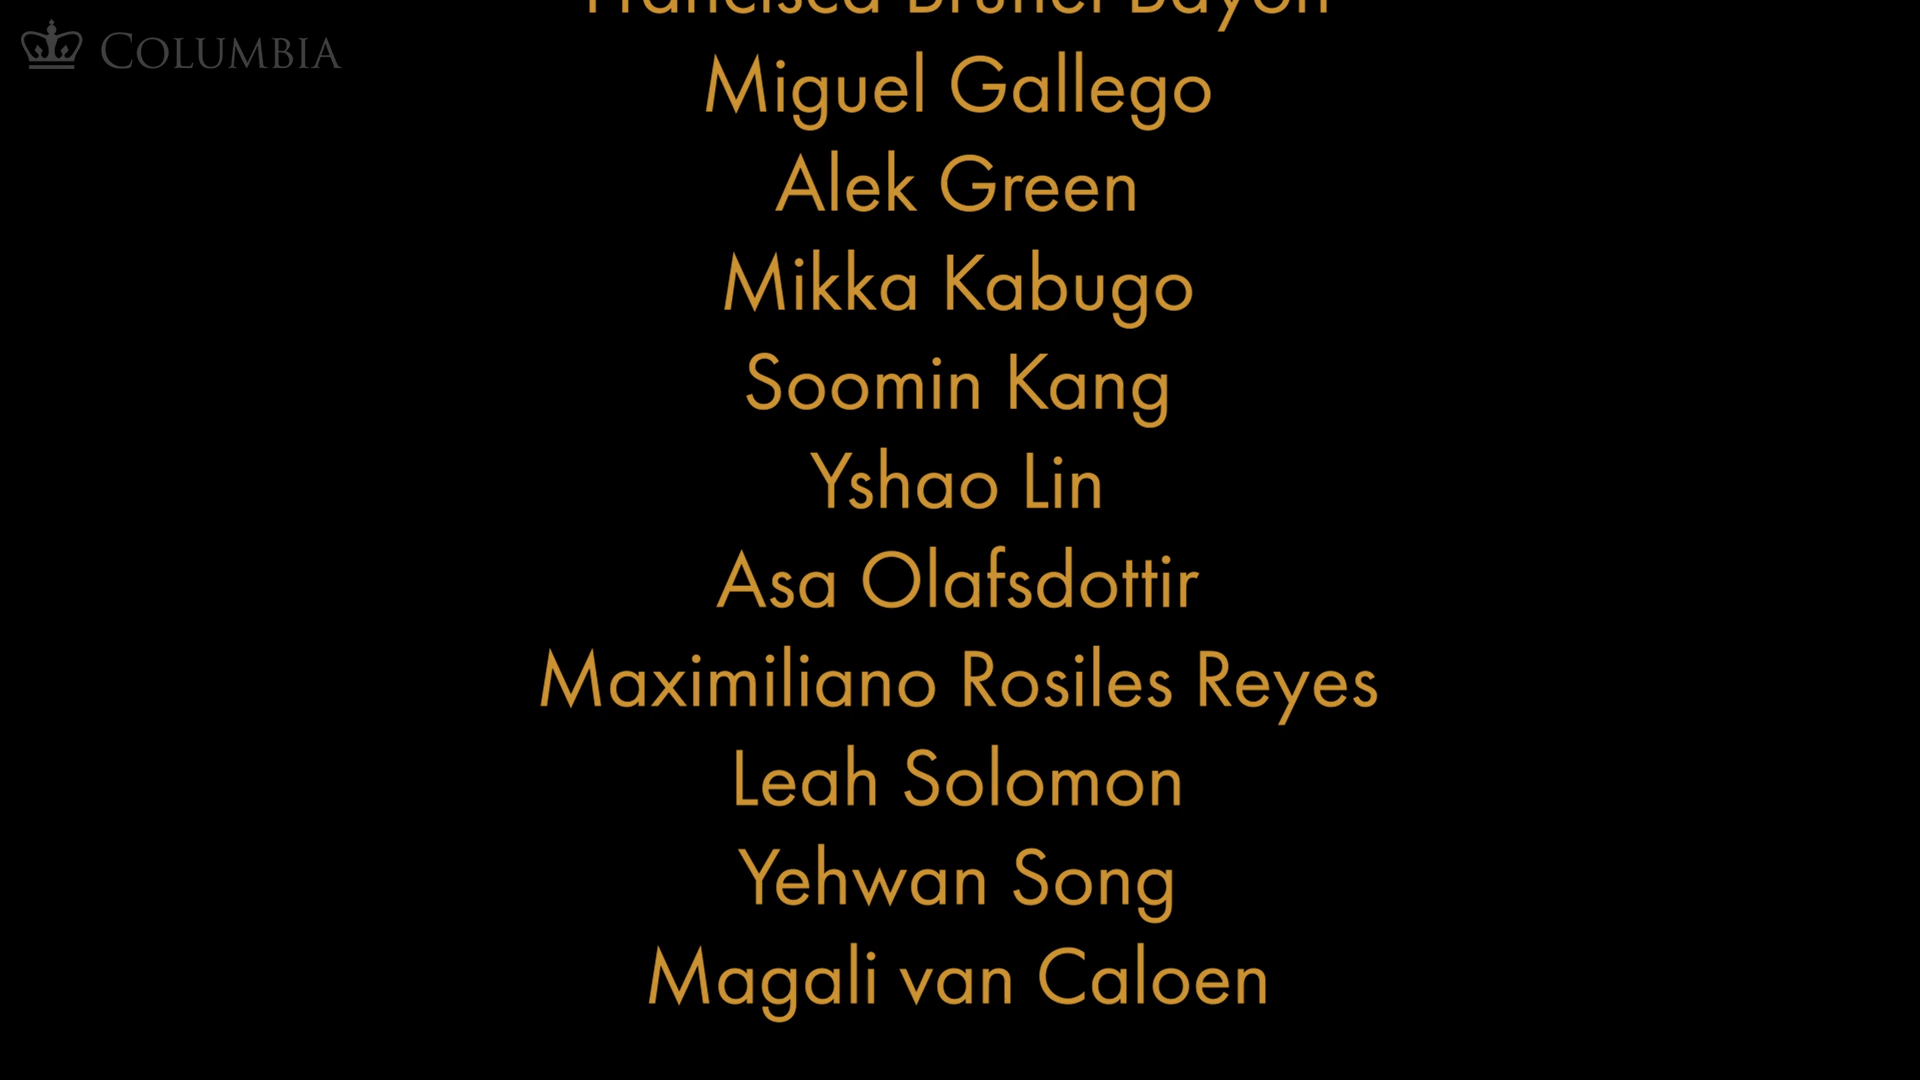 COLUMBIA
Miguel Gallego
Alek Green
Mikka Kabugo
Soomin Kang
Yshao Lin
Asa Olafsdottir
Maximiliano Rosiles Reyes
Leah Solomon
Yehwan Song
Magali van Caloen